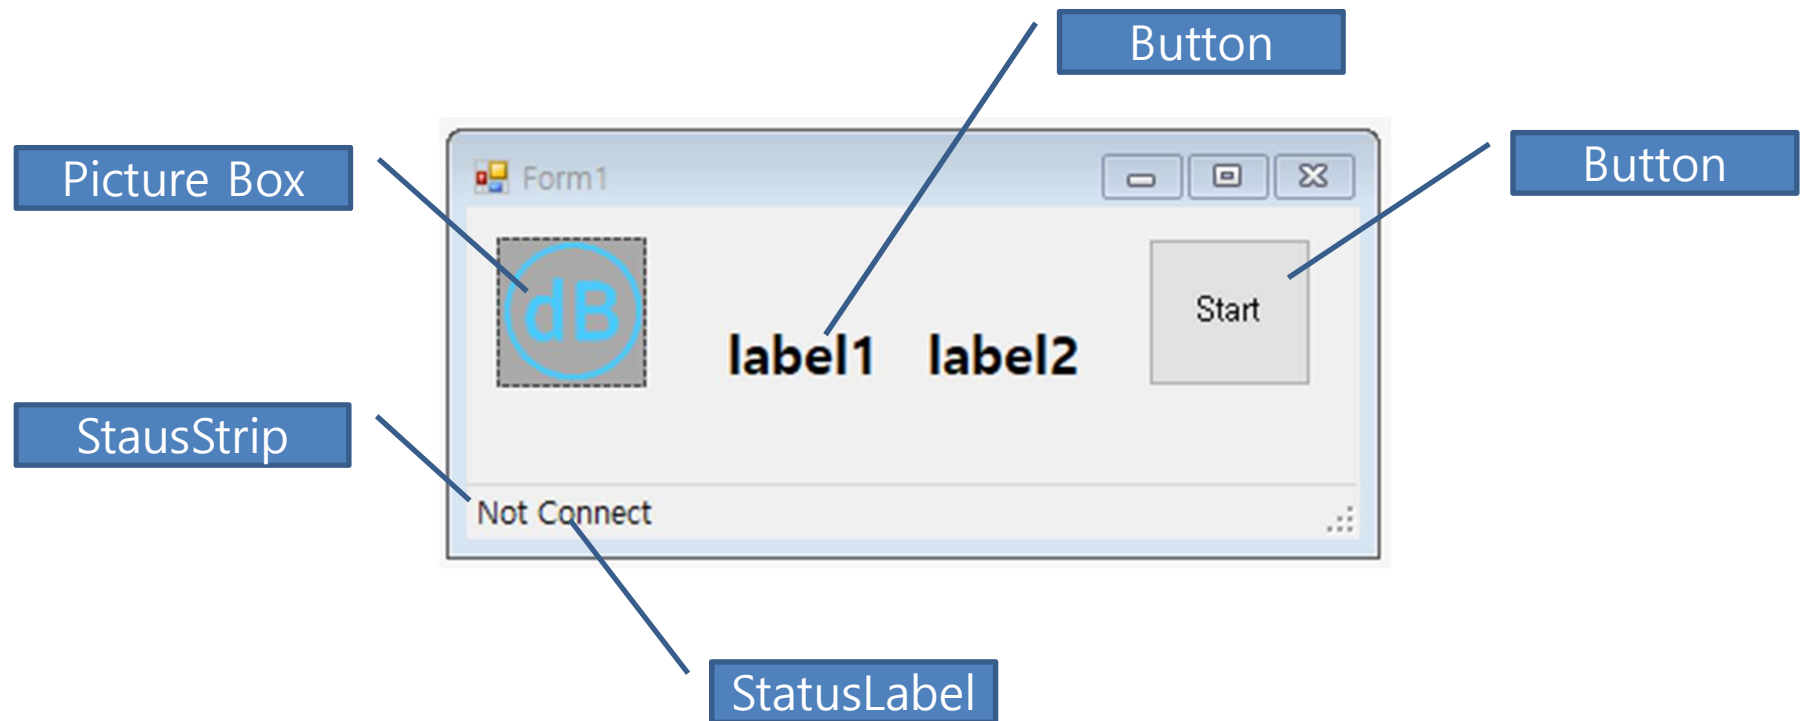 Button
Picture Box
Form1
Button
dB
Start
label1 label2
StausStrip
Not Connect
StatusLabel